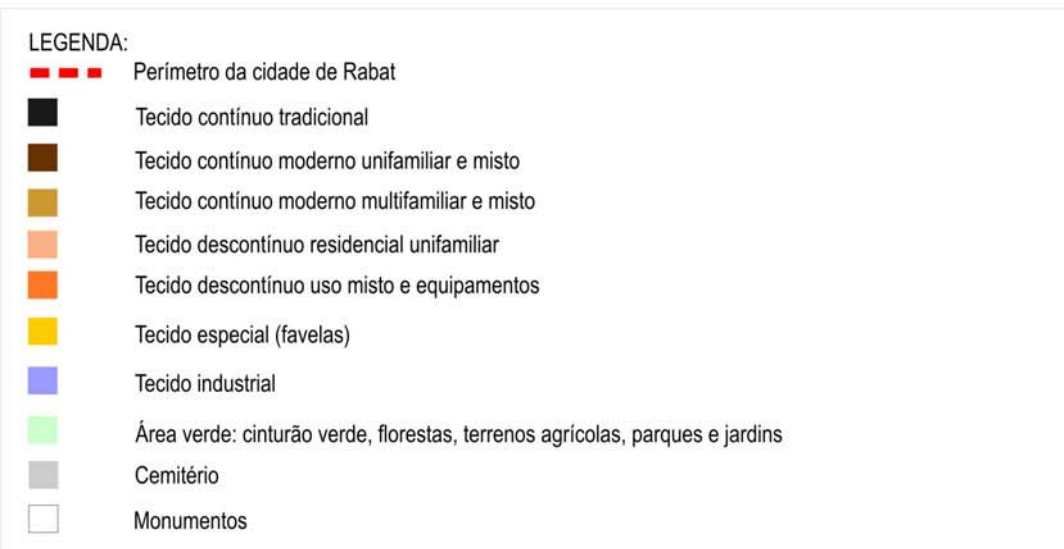 LEGENDA:
Perímetro da cidade de Rabat
Tecido contínuo tradicional
Tecido contínuo moderno unifamiliar e misto
Tecido contínuo moderno multifamiliar e misto
Tecido descontínuo residencial unifamiliar
Tecido descontínuo uso misto e equipamentos
Tecido especial (favelas)
Tecido industrial
Área verde: cinturão verde, florestas, terrenos agrícolas, parques e jardins
Cemitério
Monumentos